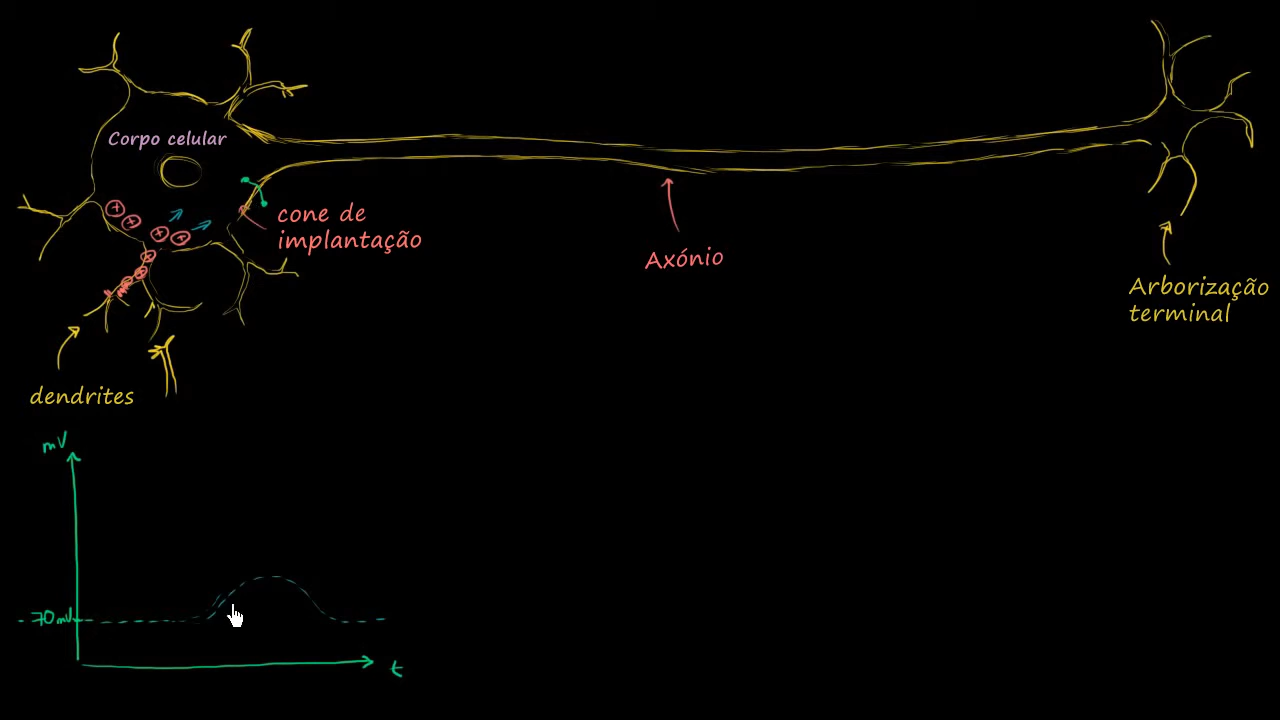 Corpo celular
cone de
implantação
Axónio
Arborização
terminal
dendrites
mV
-70mV
t